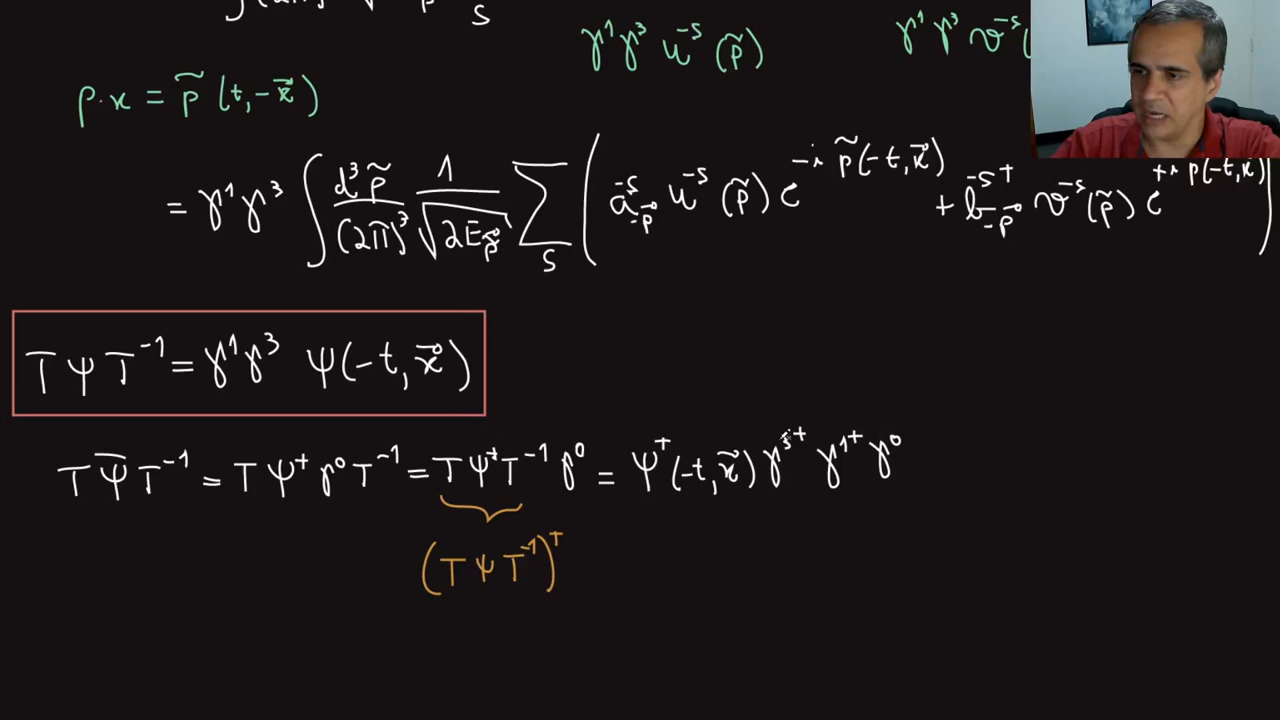 γ¹γ³ u⁻ˢ (p̃) γ¹γ³ v⁻ˢ (
p·x = p̃ (t, -x⃗)
= γ¹γ³ ∫ d³p̃/(2π)³ 1/√2E_p̃ ∑_S ( a⁻ˢ_-p⃗ u⁻ˢ (p̃) e^{-i p̃(-t, x⃗)} + b⁻ˢ†_-p⃗ v⁻ˢ(p̃) e^{+i p(-t, x⃗)} )
T ψ T⁻¹ = γ¹γ³ ψ(-t, x⃗)
T ψ̄ T⁻¹ = T ψ† γ⁰ T⁻¹ = T ψ† T⁻¹ γ⁰ = ψ† (-t, x⃗) γ³† γ¹† γ⁰
(T ψ T⁻¹)†